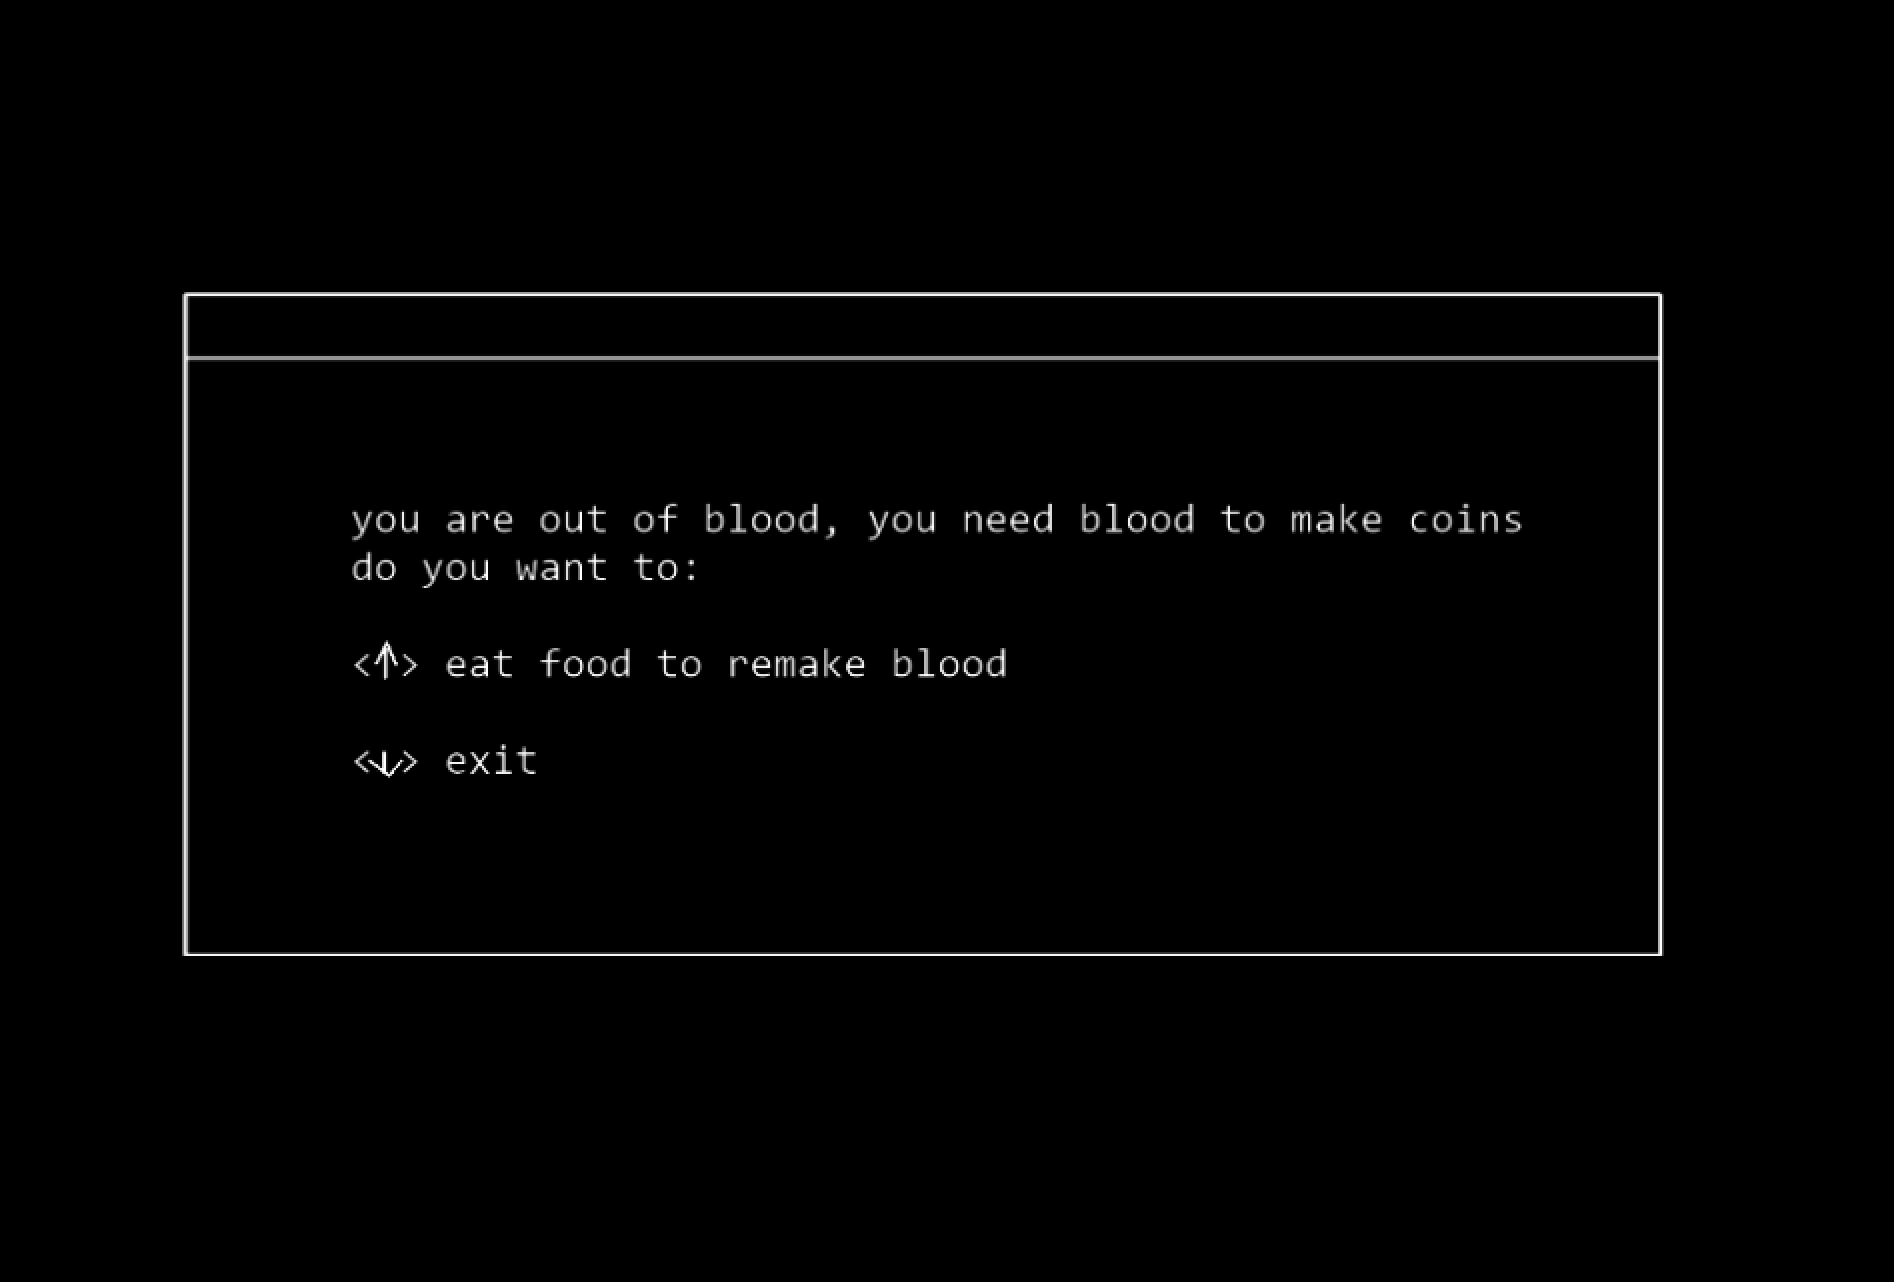 you are out of blood, you need blood to make coins
do you want to:
<↑> eat food to remake blood
<↓> exit